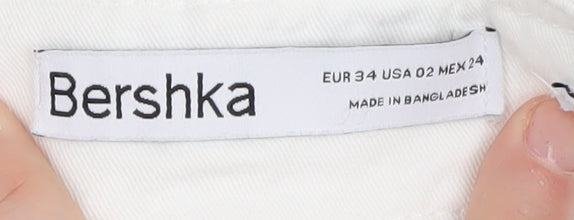 Bershka
EUR 34 USA 02 MEX 24
MADE IN BANGLADESH